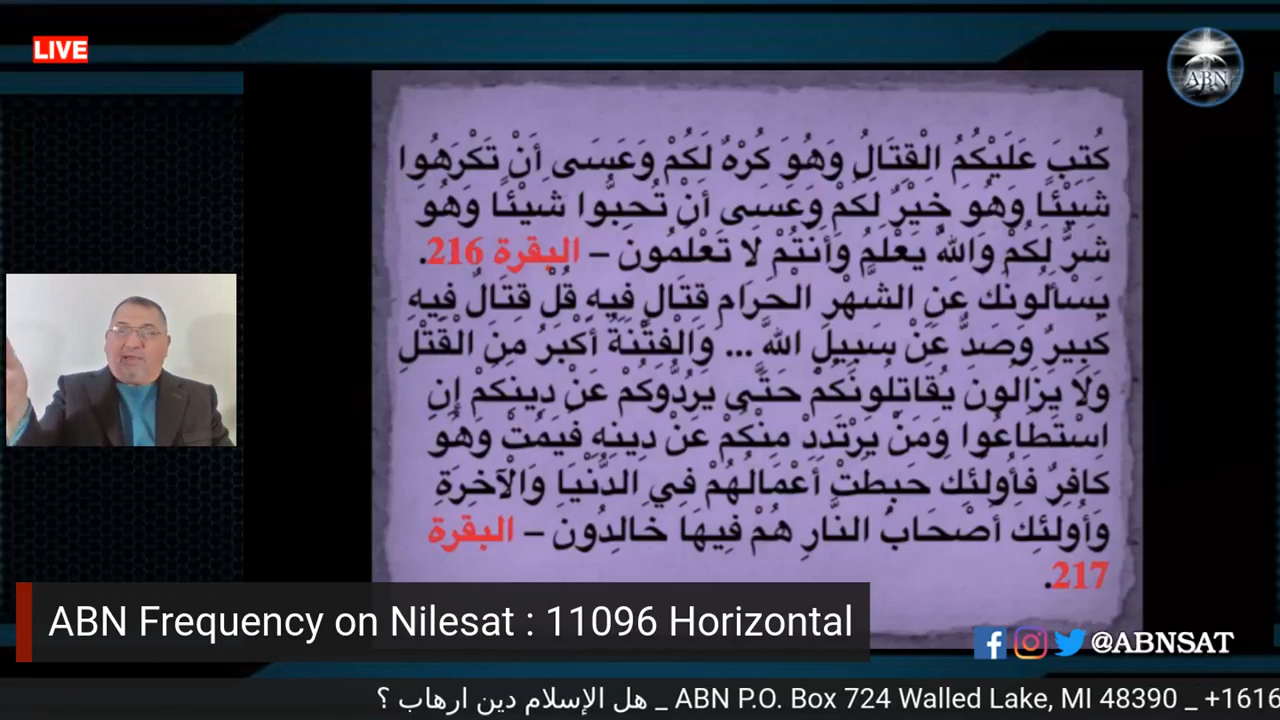 LIVE
ABN
كُتِبَ عَلَيْكُمُ الْقِتَالُ وَهُوَ كُرْهٌ لَكُمْ وَعَسَى أَنْ تَكْرَهُوا
شَيْئًا وَهُوَ خَيْرٌ لَكُمْ وَعَسَى أَنْ تُحِبُّوا شَيْئًا وَهُوَ
شَرٌّ لَكُمْ وَاللهُ يَعْلَمُ وَأَنتُمْ لَا تَعْلَمُون – البقرة 216.
يَسْأَلُونَك عَنِ الشَّهْرِ الْحَرَامِ قِتَالٍ فِيهِ قُلْ قِتَالٌ فِيهِ
كَبِيرٌ وَصَدٌّ عَنْ سَبِيلِ اللهَّ ... وَالْفِتْنَةُ أَكْبَرُ مِنَ الْقَتْلِ
وَلَا يَزَالُونَ يُقَاتِلُونَكُمْ حَتَّى يَرُدُّوكُمْ عَنْ دِينِكُمْ إِنِ
اسْتَطَاعُوا وَمَنْ يَرْتَدِدْ مِنْكُمْ عَنْ دِينِهِ فَيَمُتْ وَهُوَ
كَافِرٌ فَأُولَئِك حَبِطَتْ أَعْمَالُهُمْ فِي الدُّنْيَا وَالْآخِرَةِ
وَأُولَئِك أَصْحَابُ النَّارِ هُمْ فِيهَا خَالِدُونَ – البقرة
217.
ABN Frequency on Nilesat : 11096 Horizontal
@ABNSAT
هل الإسلام دين ارهاب ؟ _ ABN P.O. Box 724 Walled Lake, MI 48390 _ +1616